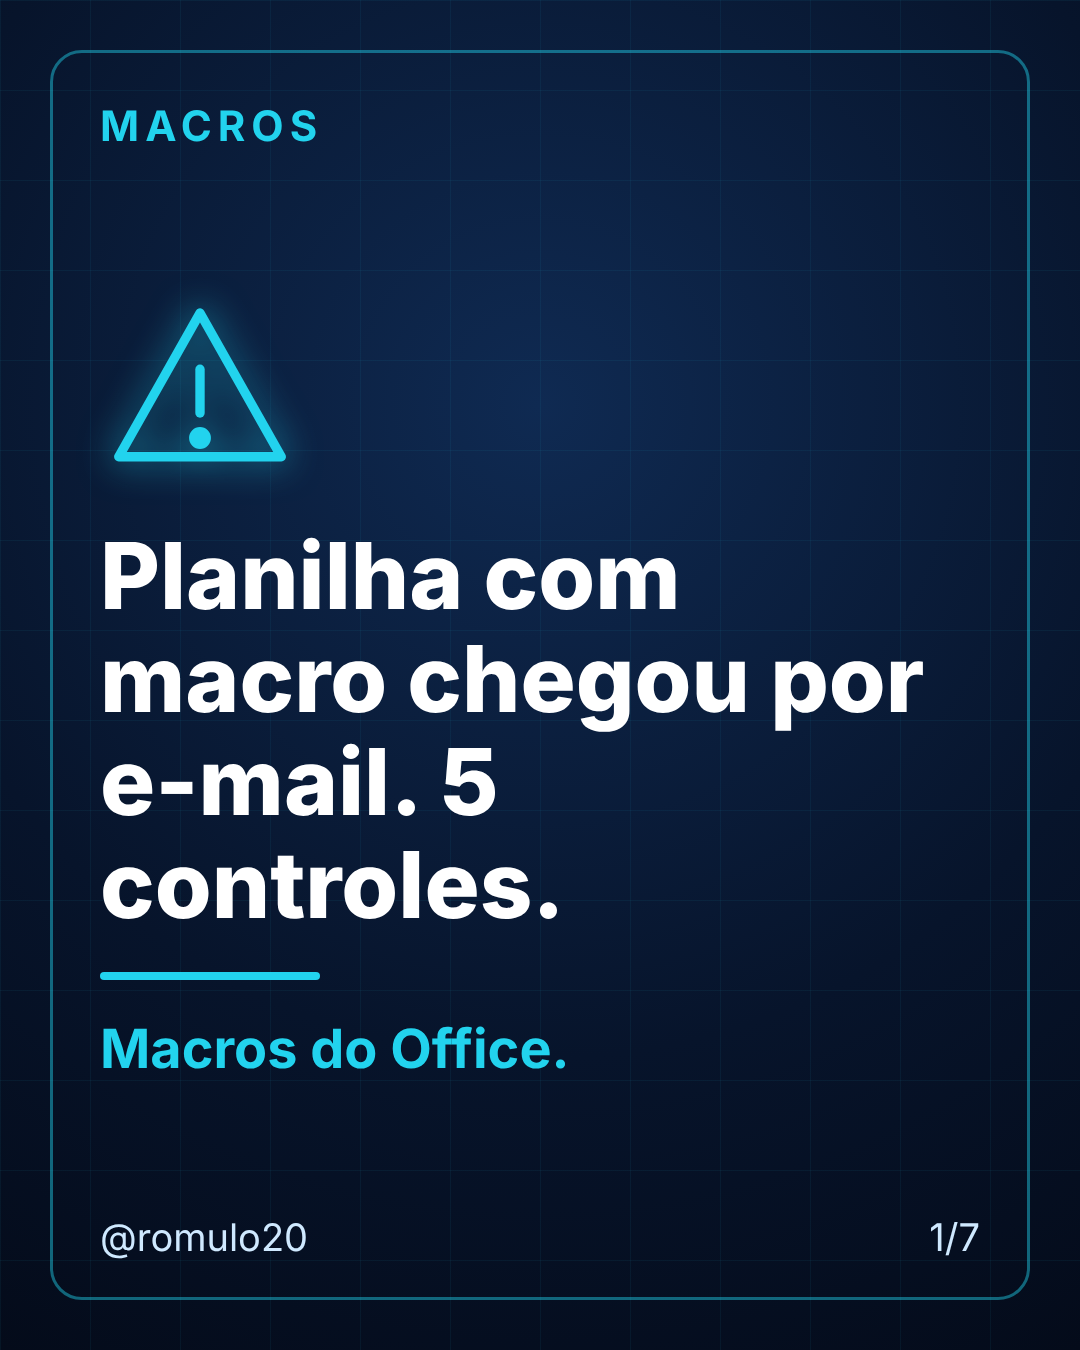 MACROS
Planilha com
macro chegou por
e-mail. 5
controles.
Macros do Office.
@romulo20
1/7